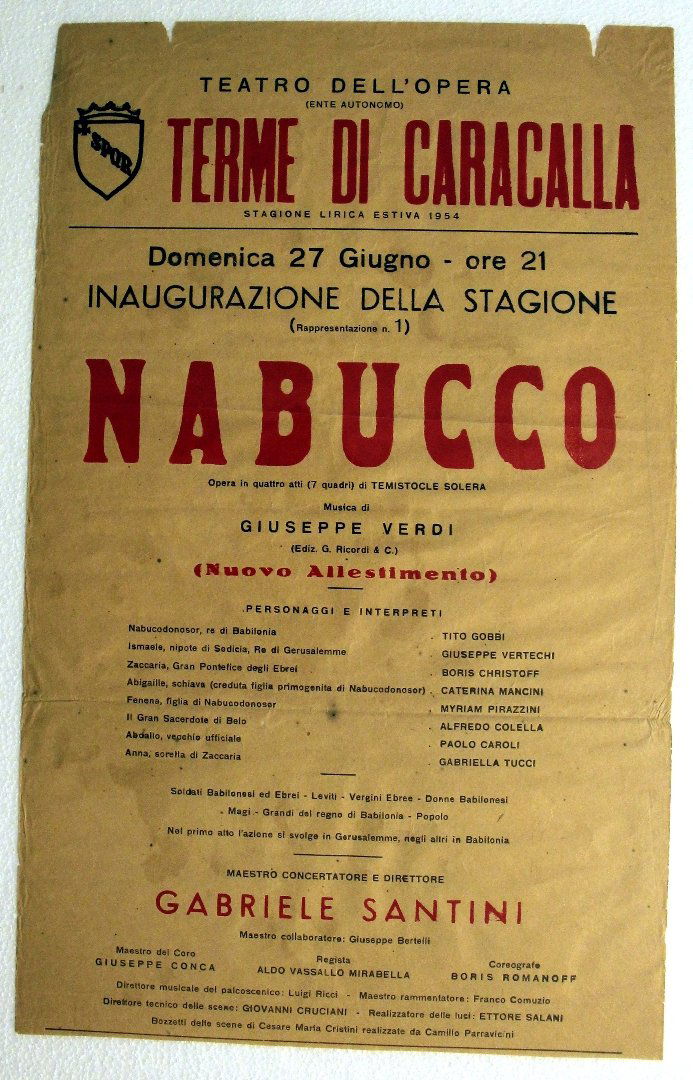 TEATRO DELL'OPERA
(ENTE AUTONOMO)
SPQR
TERME DI CARACALLA
STAGIONE LIRICA ESTIVA 1954
Domenica 27 Giugno - ore 21
INAUGURAZIONE DELLA STAGIONE
(Rappresentazione n. 1)
NABUCCO
Opera in quattro atti (7 quadri) di TEMISTOCLE SOLERA
Musica di
GIUSEPPE VERDI
(Ediz. G. Ricordi & C.)
(Nuovo Allestimento)
PERSONAGGI E INTERPRETI
Nabucodonosor, re di Babilonia . TITO GOBBI
Ismaele, nipote di Sedicia, Re di Gerusalemme . GIUSEPPE VERTECHI
Zaccaria, Gran Pontefice degli Ebrei . BORIS CHRISTOFF
Abigaille, schiava (creduta figlia primogenita di Nabucodonosor) . CATERINA MANCINI
Fenena, figlia di Nabucodonosor . MYRIAM PIRAZZINI
Il Gran Sacerdote di Belo . ALFREDO COLELLA
Abdallo, vecchio ufficiale . PAOLO CAROLI
Anna, sorella di Zaccaria . GABRIELLA TUCCI
Soldati Babilonesi ed Ebrei - Leviti - Vergini Ebree - Donne Babilonesi
Magi - Grandi del regno di Babilonia - Popolo
Nel primo atto l'azione si svolge in Gerusalemme, negli altri in Babilonia
MAESTRO CONCERTATORE E DIRETTORE
GABRIELE SANTINI
Maestro collaboratore: Giuseppe Bertelli
Maestro del Coro
GIUSEPPE CONCA
Regista
ALDO VASSALLO MIRABELLA
Coreografo
BORIS ROMANOFF
Direttore musicale del palcoscenico: Luigi Ricci - Maestro rammentatore: Franco Comuzio
Direttore tecnico delle scene: GIOVANNI CRUCIANI - Realizzatore delle luci: ETTORE SALANI
Bozzetti delle scene di Cesare Maria Cristini realizzate da Camillo Parravicini